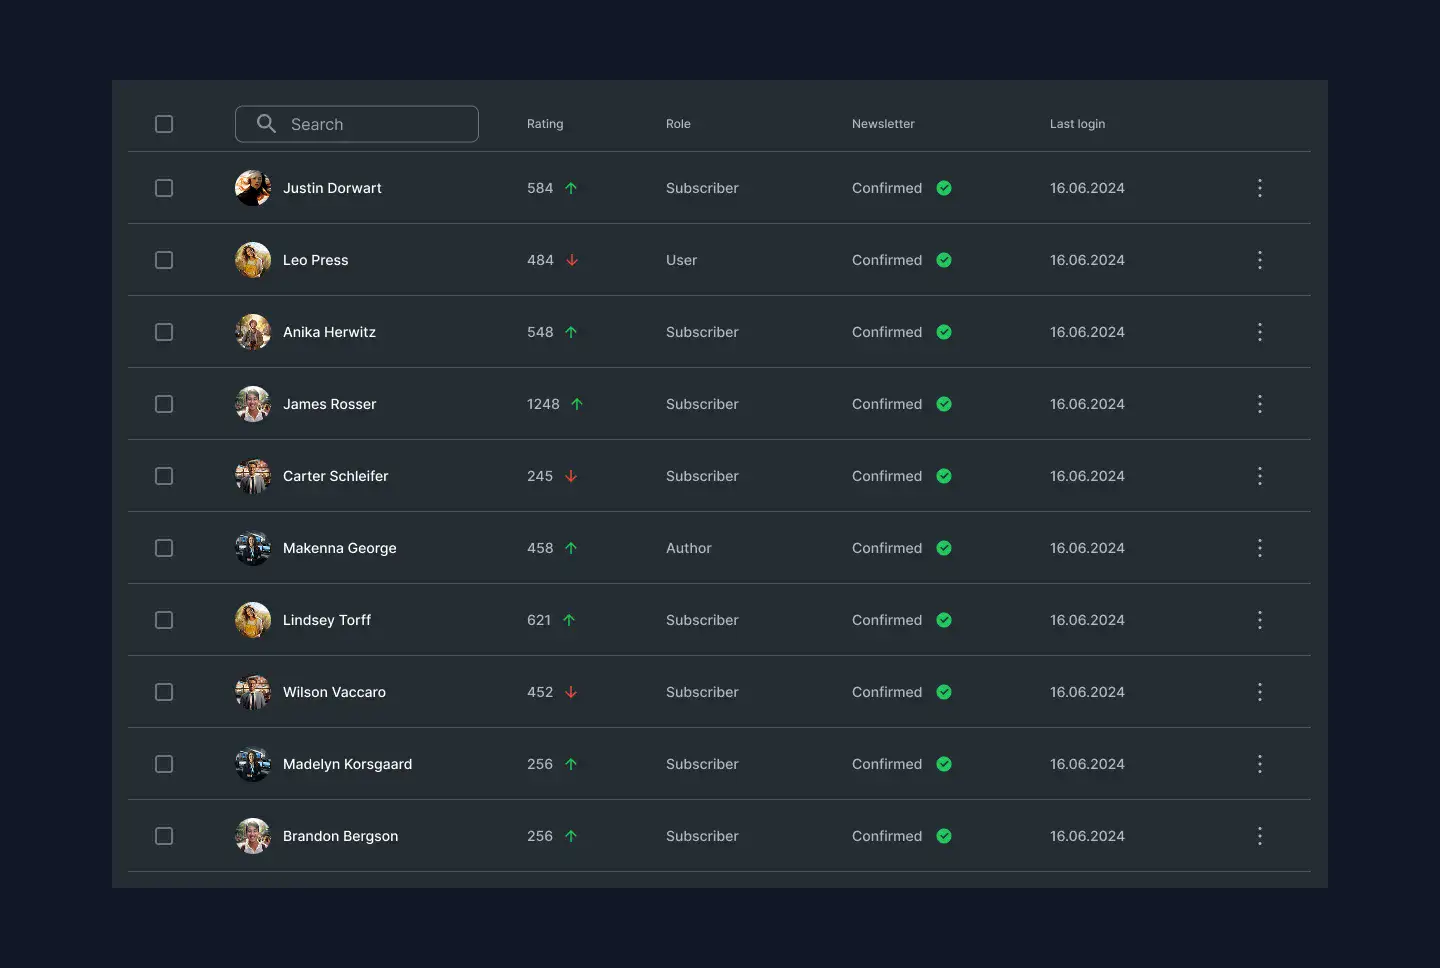 Search Rating Role Newsletter Last login
Justin Dorwart 584 Subscriber Confirmed 16.06.2024
Leo Press 484 User Confirmed 16.06.2024
Anika Herwitz 548 Subscriber Confirmed 16.06.2024
James Rosser 1248 Subscriber Confirmed 16.06.2024
Carter Schleifer 245 Subscriber Confirmed 16.06.2024
Makenna George 458 Author Confirmed 16.06.2024
Lindsey Torff 621 Subscriber Confirmed 16.06.2024
Wilson Vaccaro 452 Subscriber Confirmed 16.06.2024
Madelyn Korsgaard 256 Subscriber Confirmed 16.06.2024
Brandon Bergson 256 Subscriber Confirmed 16.06.2024